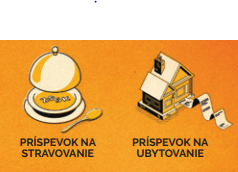 PRÍSPEVOK NA
STRAVOVANIE
PRÍSPEVOK NA
UBYTOVANIE